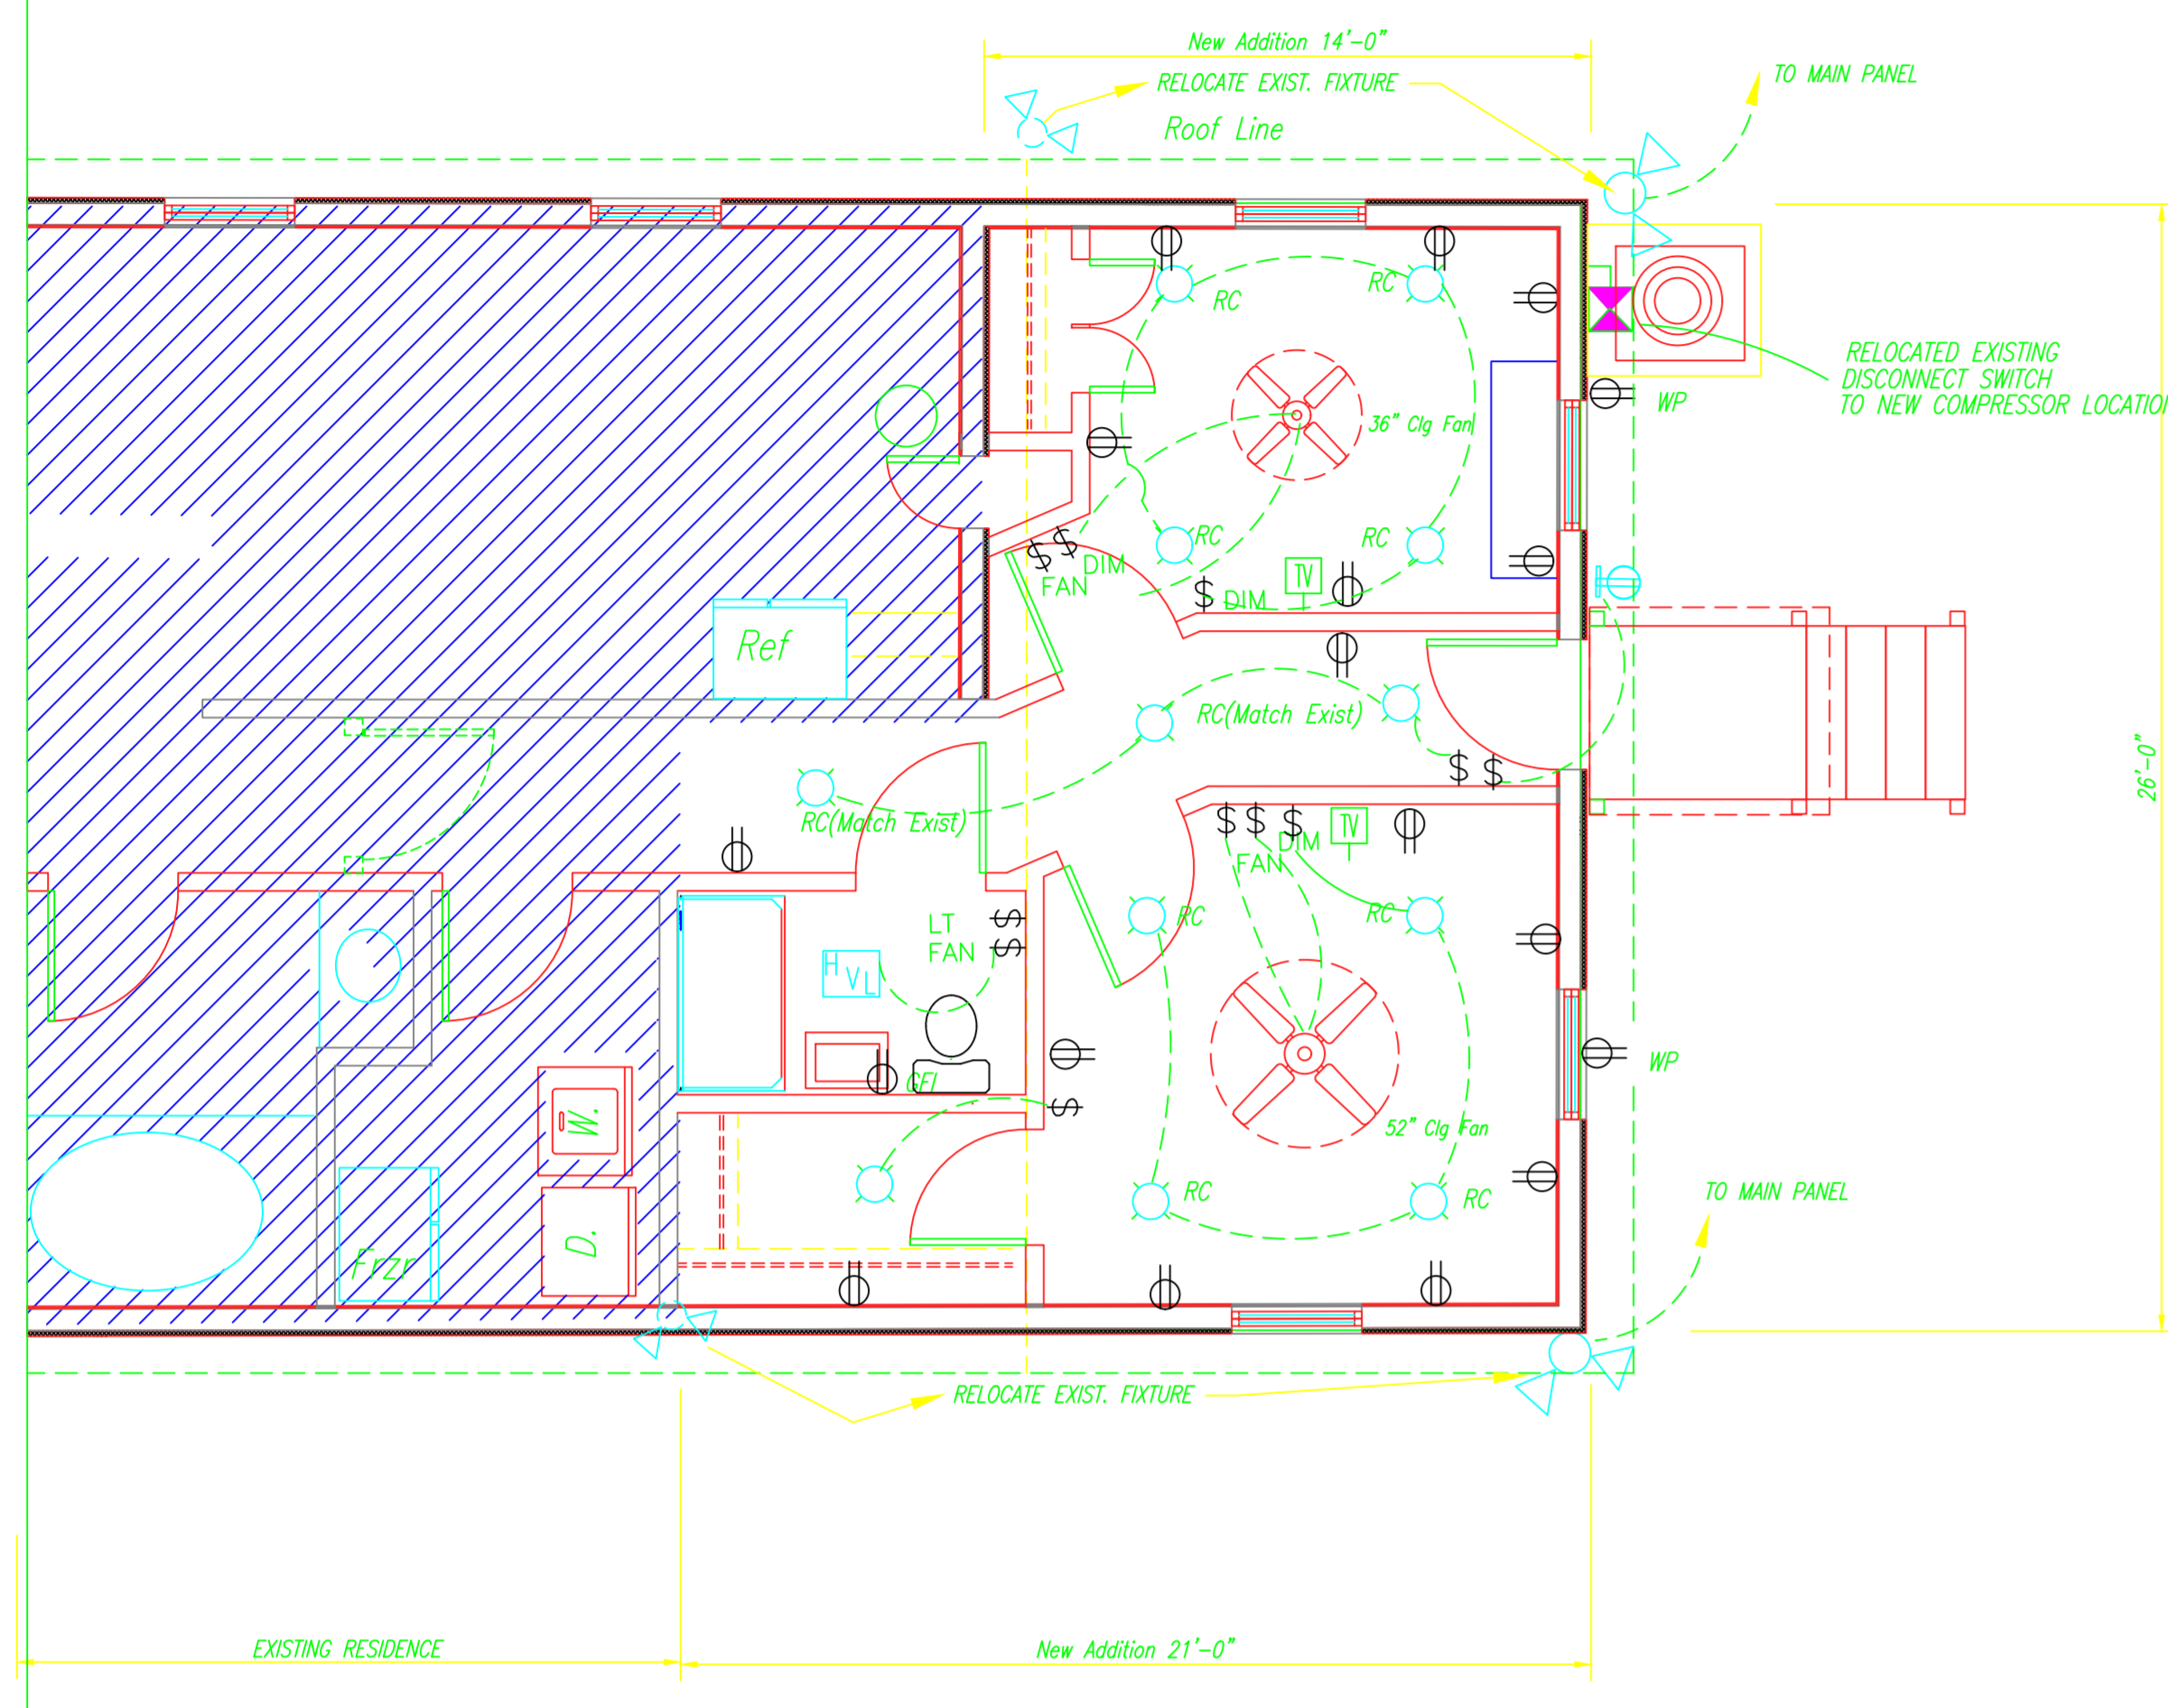 New Addition 14'-0"
RELOCATE EXIST. FIXTURE
TO MAIN PANEL
Roof Line
RC
RC
RELOCATED EXISTING
DISCONNECT SWITCH
TO NEW COMPRESSOR LOCATION
WP
36" Clg Fan
RC
RC
$
$
DIM
FAN
$
DIM
TV
Ref
RC(Match Exist)
26'-0"
$
$
RC(Match Exist)
$
$
$
DIM
FAN
TV
LT
FAN
$
$
RC
RC
H
V
L
GFI
$
WP
52" Clg Fan
W.
D.
Frzr
RC
RC
TO MAIN PANEL
RELOCATE EXIST. FIXTURE
EXISTING RESIDENCE
New Addition 21'-0"